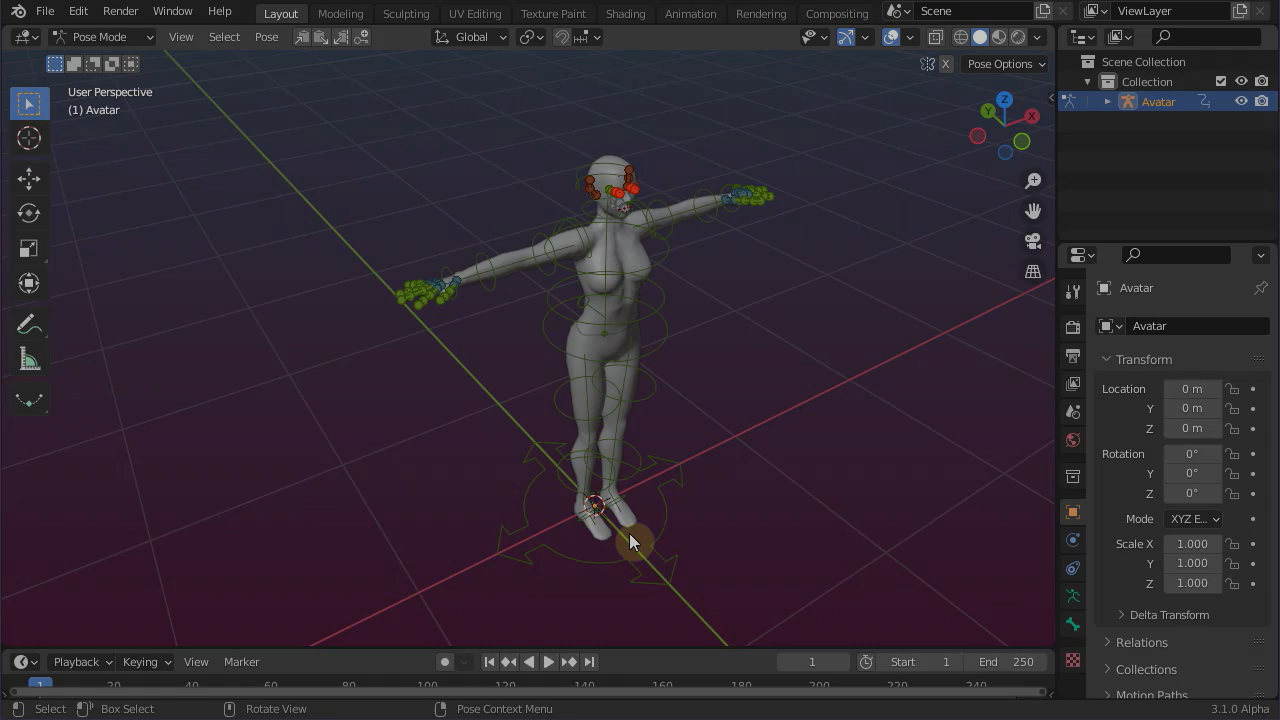 File Edit Render Window Help Layout Modeling Sculpting UV Editing Texture Paint Shading Animation Rendering Compositing Scene ViewLayer
Pose Mode View Select Pose Global
X Pose Options
User Perspective
(1) Avatar
Z
Y
X
Scene Collection
Collection
Avatar
Avatar
Avatar
Transform
Location 0 m
Y 0 m
Z 0 m
Rotation 0°
Y 0°
Z 0°
Mode XYZ E...
Scale X 1.000
Y 1.000
Z 1.000
Delta Transform
Relations
Collections
Motion Paths
Playback Keying View Marker 1 Start 1 End 250
1 20 40 60 80 100 120 140 160 180 200 220 240
Select Box Select Rotate View Pose Context Menu 3.1.0 Alpha